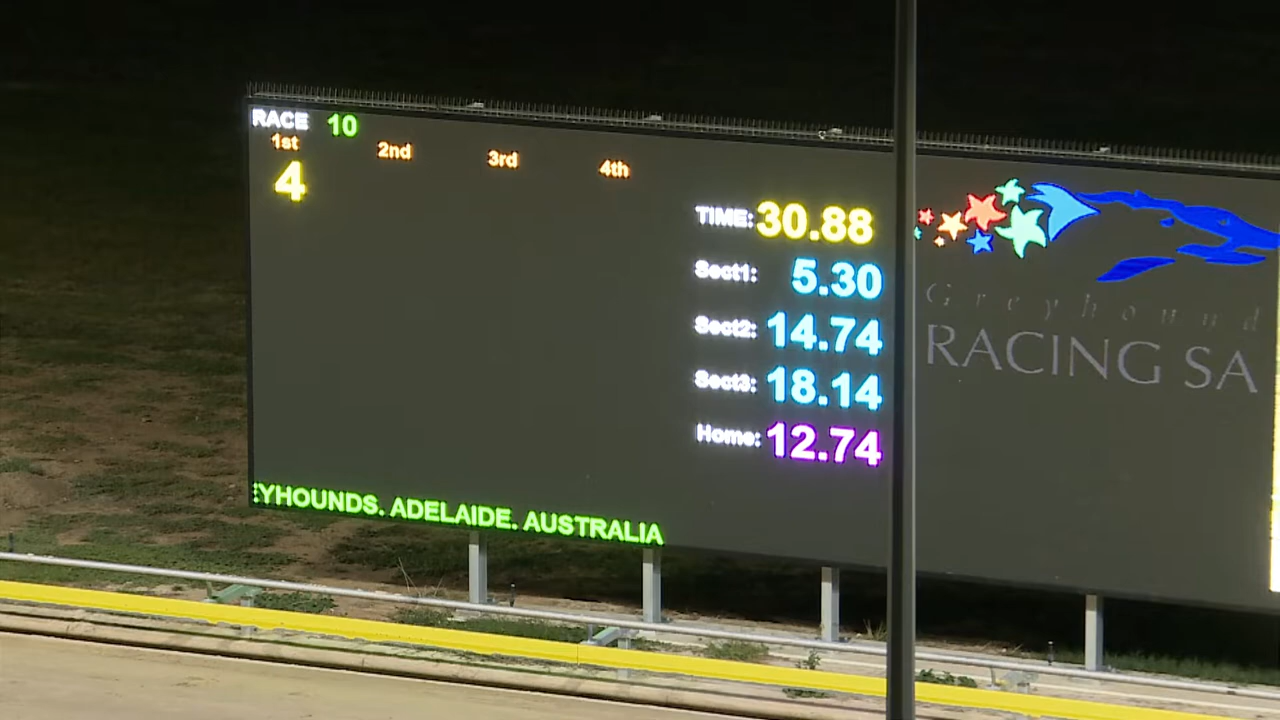 RACE 10
1st 2nd 3rd 4th
4
TIME: 30.88
Sect1: 5.30
Sect2: 14.74
Sect3: 18.14
Home: 12.74
Greyhound
RACING SA
EYHOUNDS. ADELAIDE. AUSTRALIA